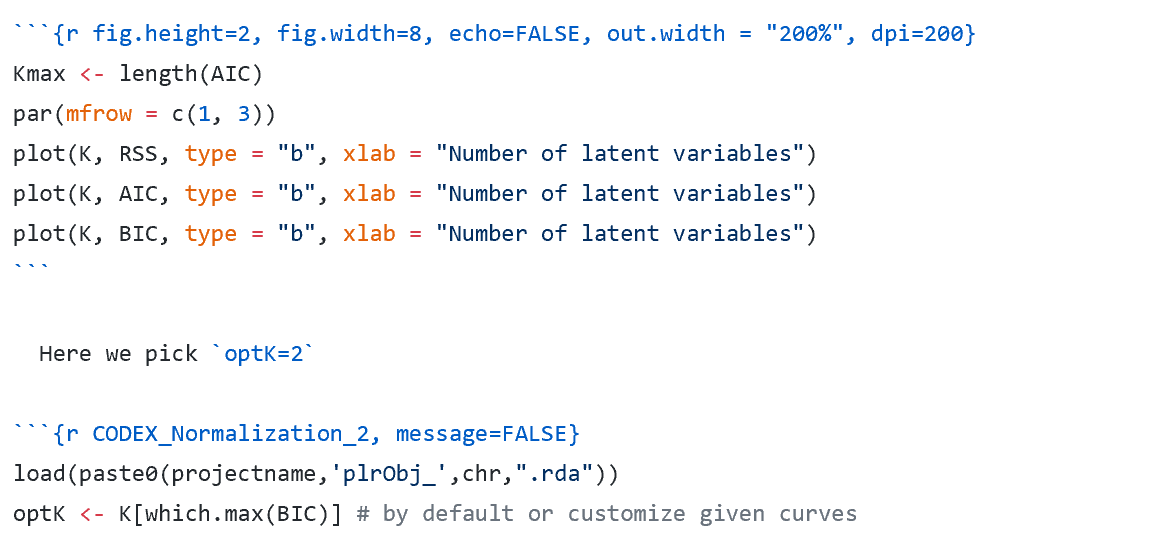 ```{r fig.height=2, fig.width=8, echo=FALSE, out.width = "200%", dpi=200}
Kmax <- length(AIC)
par(mfrow = c(1, 3))
plot(K, RSS, type = "b", xlab = "Number of latent variables")
plot(K, AIC, type = "b", xlab = "Number of latent variables")
plot(K, BIC, type = "b", xlab = "Number of latent variables")
```
Here we pick `optK=2`
```{r CODEX_Normalization_2, message=FALSE}
load(paste0(projectname,'plrObj_',chr,".rda"))
optK <- K[which.max(BIC)] # by default or customize given curves